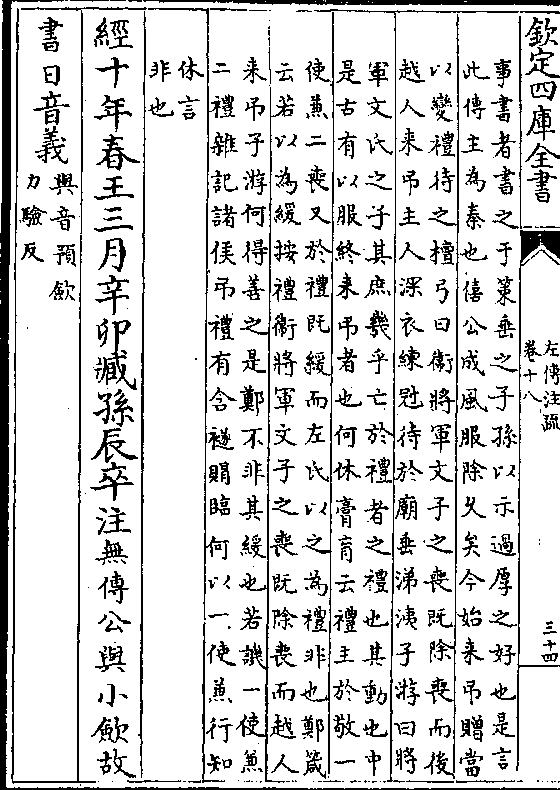 欽定四庫全書
左傳注疏
卷十八
三十四
事書者書之于策垂之子孫以示過厚之好也是言
此傳主為秦也僖公成風服除久矣今始来弔贈當
以變禮待之檀弓曰衛將軍文子之喪既除喪而後
越人来弔主人深衣練冠待於廟垂涕洟子游曰將
軍文氏之子其庶幾乎亡於禮者之禮也其動也中
是古有以服終来弔者也何休膏肓云禮主於敬一
使兼二喪又於禮既緩而左氏以之為禮非也鄭箴
云若以為緩按禮衛將軍文子之喪既除喪而越人
来弔子游何得善之是鄭不非其緩也若譏一使兼
二禮雜記諸侯弔禮有含襚賵臨何以一使兼行知
休言
非也
經十年春王三月辛卯臧孫辰卒注無傳公與小歛故
書日音義與音預歛
力驗反